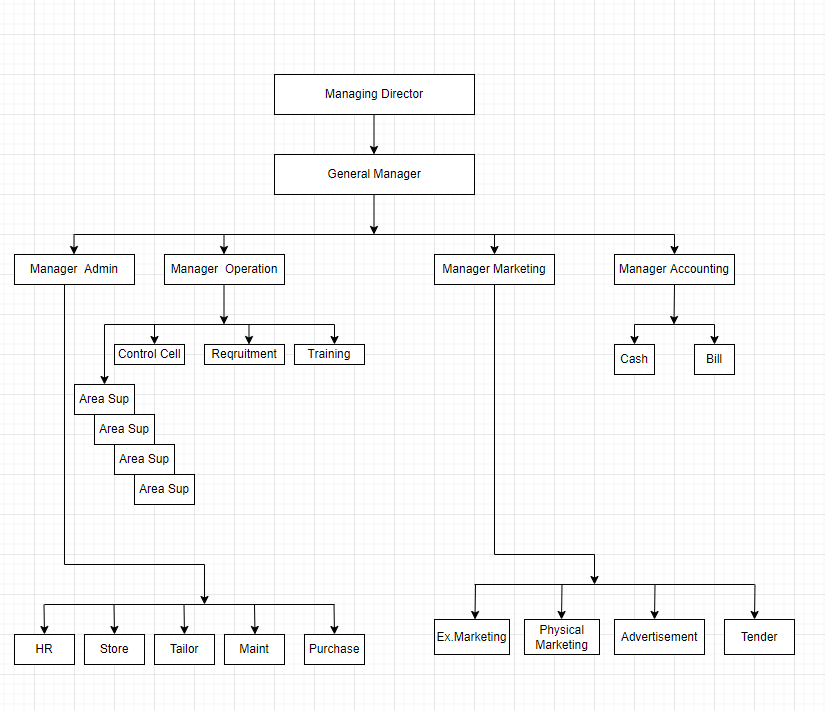 Managing Director
General Manager
Manager  Admin
Manager  Operation
Manager Marketing
Manager Accounting
Control Cell
Reqruitment
Training
Cash
Bill
Area Sup
Area Sup
Area Sup
Area Sup
HR
Store
Tailor
Maint
Purchase
Ex.Marketing
Physical
Marketing
Advertisement
Tender